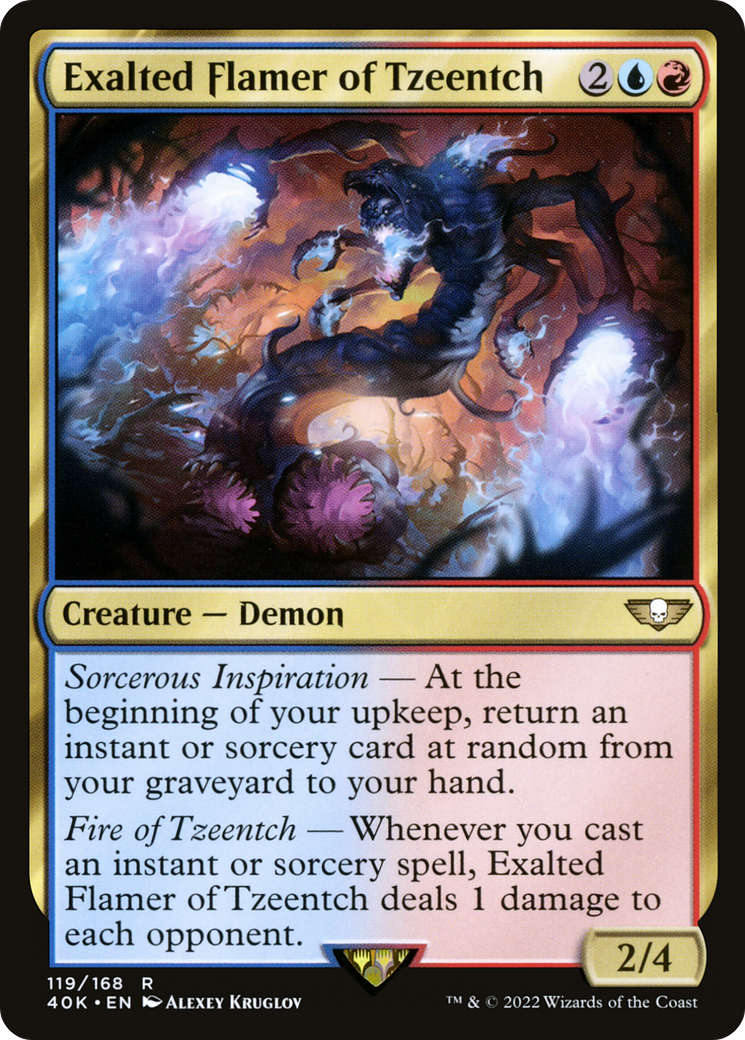 Exalted Flamer of Tzeentch 2
Creature — Demon
Sorcerous Inspiration — At the
beginning of your upkeep, return an
instant or sorcery card at random from
your graveyard to your hand.
Fire of Tzeentch — Whenever you cast
an instant or sorcery spell, Exalted
Flamer of Tzeentch deals 1 damage to
each opponent.
2/4
119/168 R
40K • EN Alexey Kruglov
™ & © 2022 Wizards of the Coast